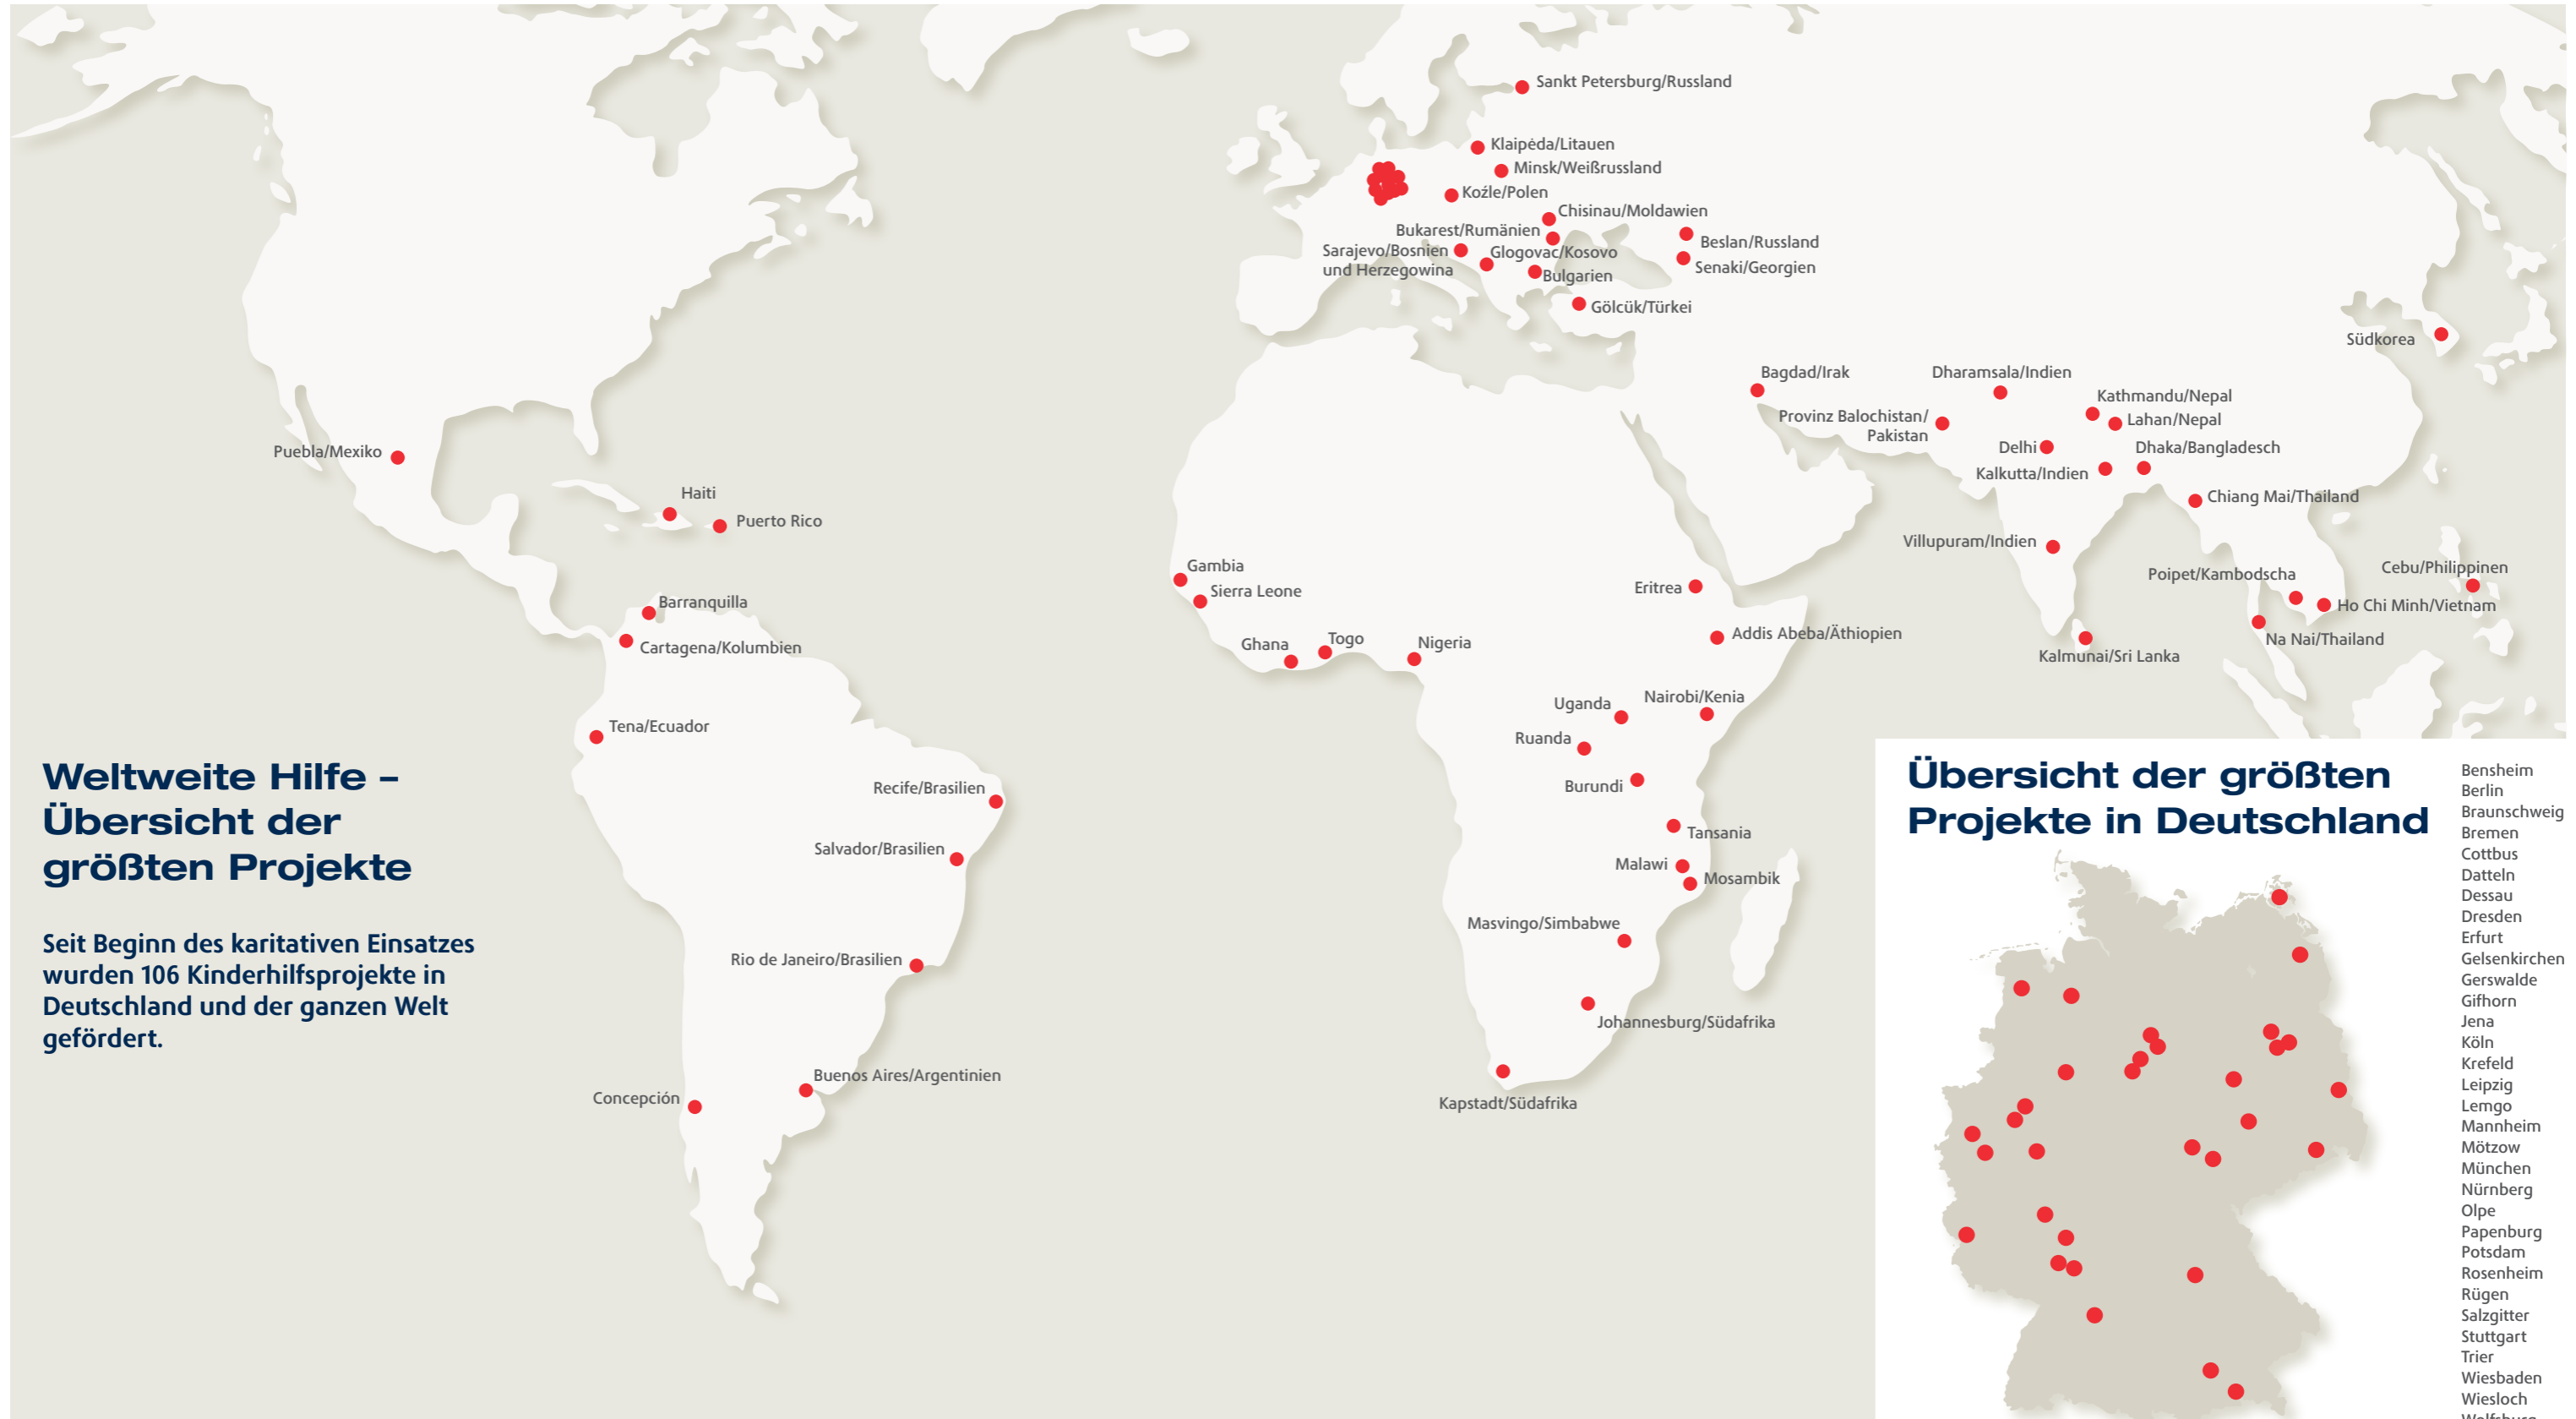 Sankt Petersburg/Russland
Klaipėda/Litauen
Minsk/Weißrussland
Koźle/Polen
Chisinau/Moldawien
Bukarest/Rumänien
Beslan/Russland
Sarajevo/Bosnien
und Herzegowina
Glogovac/Kosovo
Senaki/Georgien
Bulgarien
Gölcük/Türkei
Südkorea
Bagdad/Irak
Dharamsala/Indien
Kathmandu/Nepal
Provinz Balochistan/
Pakistan
Lahan/Nepal
Delhi
Dhaka/Bangladesch
Puebla/Mexiko
Kalkutta/Indien
Haiti
Chiang Mai/Thailand
Puerto Rico
Villupuram/Indien
Gambia
Cebu/Philippinen
Poipet/Kambodscha
Sierra Leone
Eritrea
Barranquilla
Ho Chi Minh/Vietnam
Addis Abeba/Äthiopien
Togo
Ghana
Nigeria
Na Nai/Thailand
Cartagena/Kolumbien
Kalmunai/Sri Lanka
Nairobi/Kenia
Uganda
Tena/Ecuador
Ruanda
Recife/Brasilien
Burundi
Tansania
Salvador/Brasilien
Malawi
Mosambik
Masvingo/Simbabwe
Rio de Janeiro/Brasilien
Johannesburg/Südafrika
Buenos Aires/Argentinien
Concepción
Kapstadt/Südafrika
Weltweite Hilfe –
Übersicht der
größten Projekte
Seit Beginn des karitativen Einsatzes
wurden 106 Kinderhilfsprojekte in
Deutschland und der ganzen Welt
gefördert.
Übersicht der größten
Projekte in Deutschland
Bensheim
Berlin
Braunschweig
Bremen
Cottbus
Datteln
Dessau
Dresden
Erfurt
Gelsenkirchen
Gerswalde
Gifhorn
Jena
Köln
Krefeld
Leipzig
Lemgo
Mannheim
Mötzow
München
Nürnberg
Olpe
Papenburg
Potsdam
Rosenheim
Rügen
Salzgitter
Stuttgart
Trier
Wiesbaden
Wiesloch
Wolfsburg